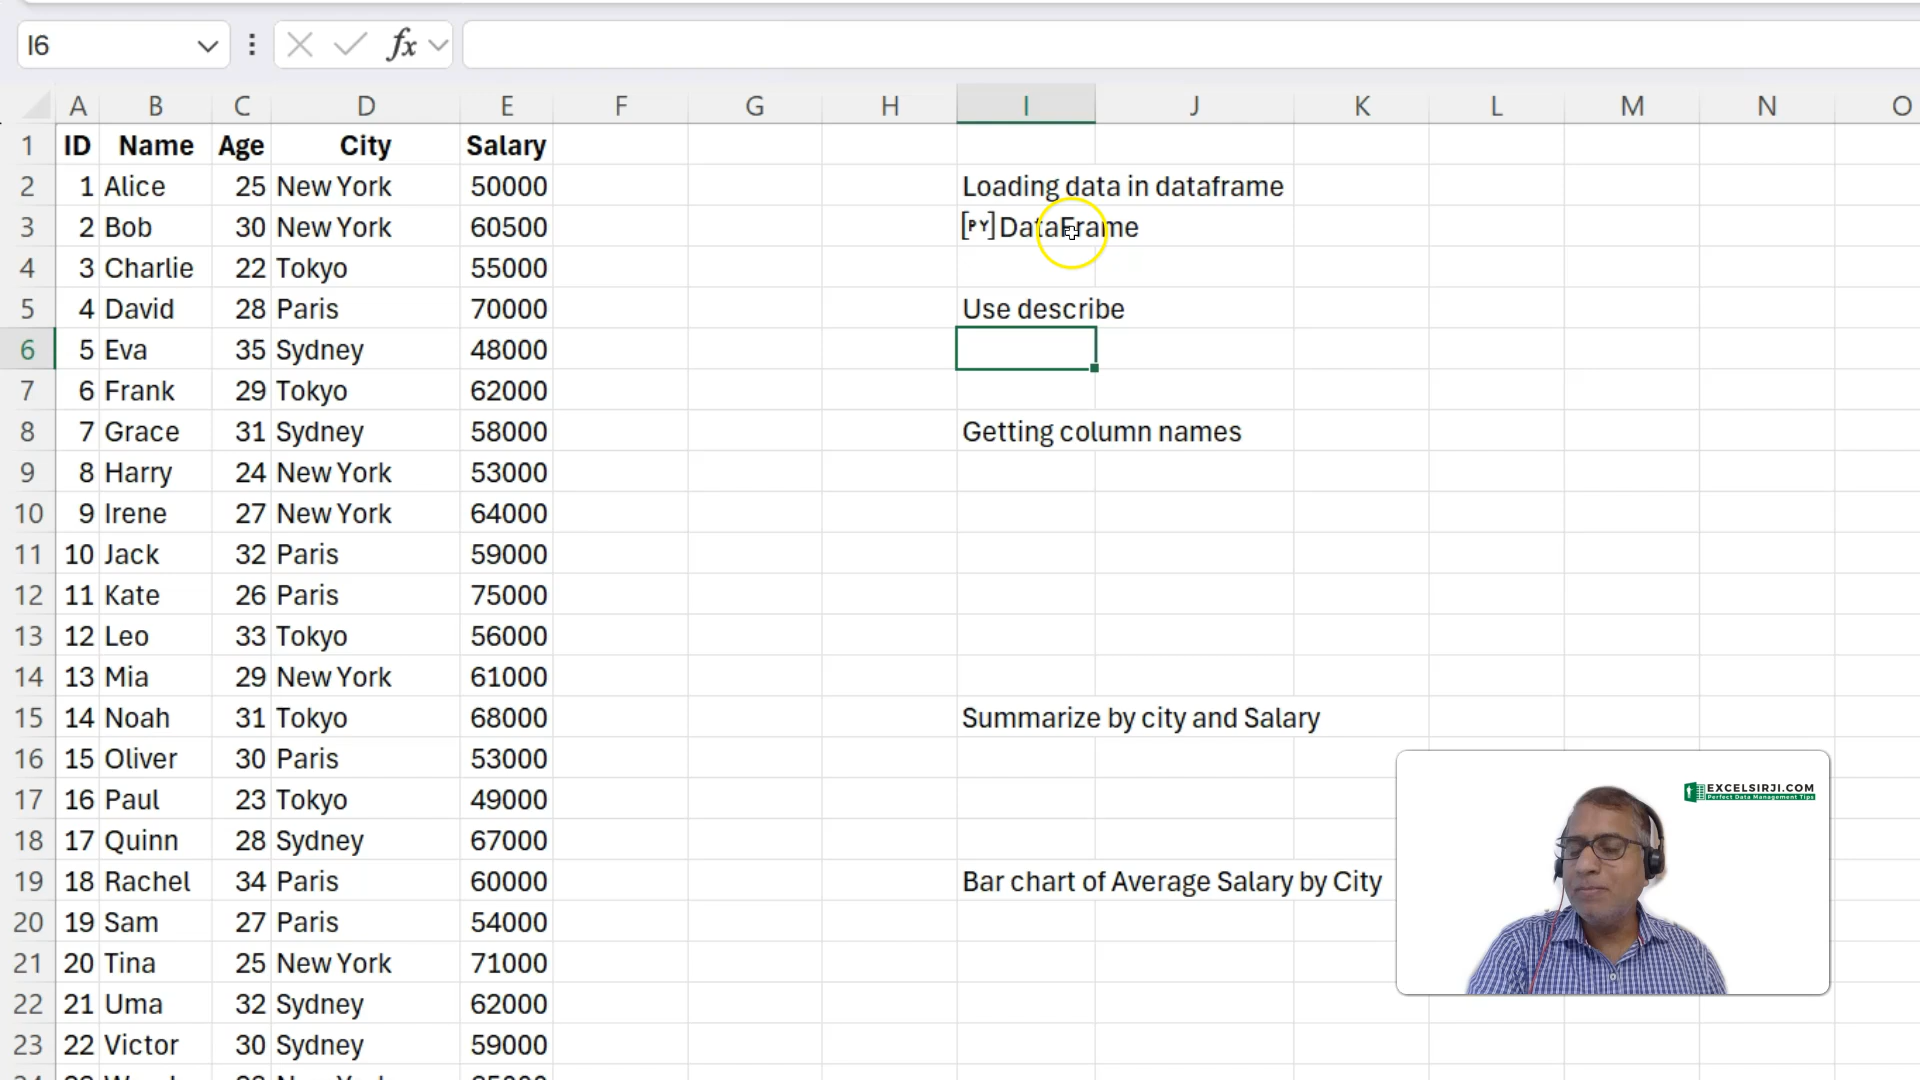 I6 fx
A B C D E F G H I J K L M N O
1 ID Name Age City Salary
2 1 Alice 25 New York 50000 Loading data in dataframe
3 2 Bob 30 New York 60500 [PY] DataFrame
4 3 Charlie 22 Tokyo 55000
5 4 David 28 Paris 70000 Use describe
6 5 Eva 35 Sydney 48000
7 6 Frank 29 Tokyo 62000
8 7 Grace 31 Sydney 58000 Getting column names
9 8 Harry 24 New York 53000
10 9 Irene 27 New York 64000
11 10 Jack 32 Paris 59000
12 11 Kate 26 Paris 75000
13 12 Leo 33 Tokyo 56000
14 13 Mia 29 New York 61000
15 14 Noah 31 Tokyo 68000 Summarize by city and Salary
16 15 Oliver 30 Paris 53000
17 16 Paul 23 Tokyo 49000
EXCELSIRJI.COM
Perfect Data Management Tips
18 17 Quinn 28 Sydney 67000
19 18 Rachel 34 Paris 60000 Bar chart of Average Salary by City
20 19 Sam 27 Paris 54000
21 20 Tina 25 New York 71000
22 21 Uma 32 Sydney 62000
23 22 Victor 30 Sydney 59000